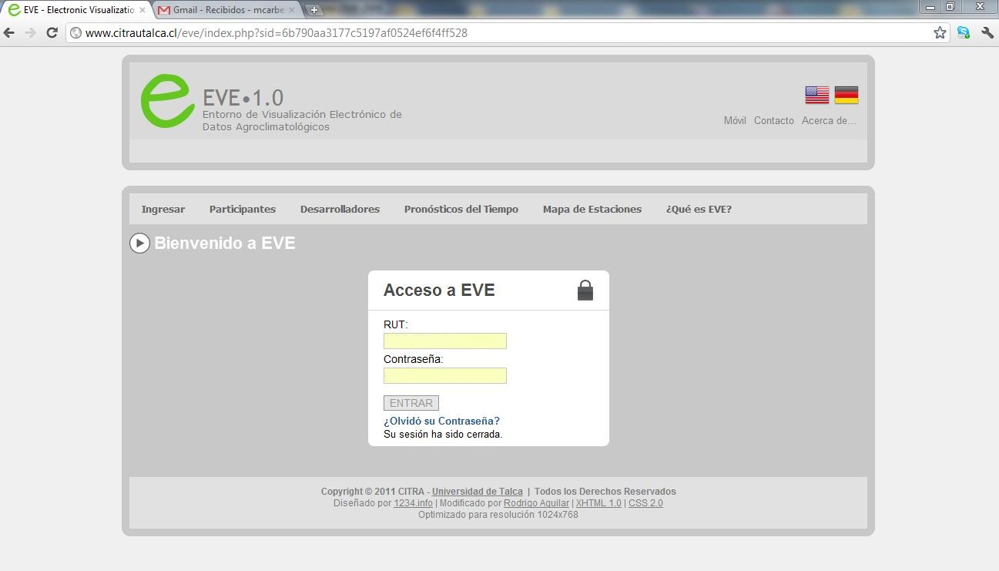 EVE - Electronic Visualizatio
Gmail - Recibidos - mcarbe
www.citrautalca.cl/eve/index.php?sid=6b790aa3177c5197af0524ef6f4ff528
EVE•1.0
Entorno de Visualización Electrónico de
Datos Agroclimatológicos
Móvil Contacto Acerca de...
Ingresar Participantes Desarrolladores Pronósticos del Tiempo Mapa de Estaciones ¿Qué es EVE?
Bienvenido a EVE
Acceso a EVE
RUT:
Contraseña:
ENTRAR
¿Olvidó su Contraseña?
Su sesión ha sido cerrada.
Copyright © 2011 CITRA - Universidad de Talca | Todos los Derechos Reservados
Diseñado por 1234.info | Modificado por Rodrigo Aguilar | XHTML 1.0 | CSS 2.0
Optimizado para resolución 1024x768